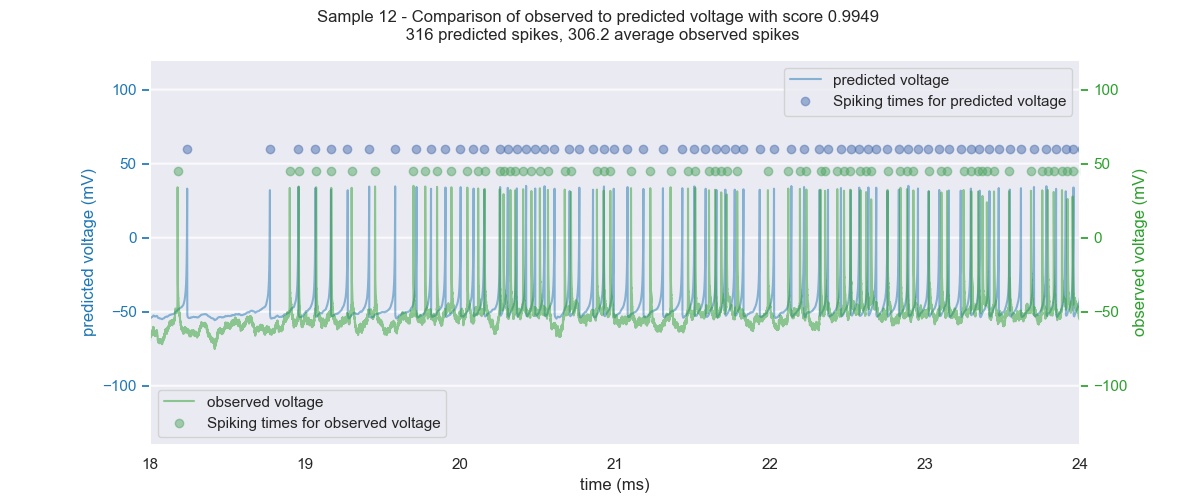 Sample 12 - Comparison of observed to predicted voltage with score 0.9949
316 predicted spikes, 306.2 average observed spikes
predicted voltage
Spiking times for predicted voltage
observed voltage
Spiking times for observed voltage
predicted voltage (mV)
100
50
0
−50
−100
observed voltage (mV)
100
50
0
−50
−100
18
19
20
21
22
23
24
time (ms)